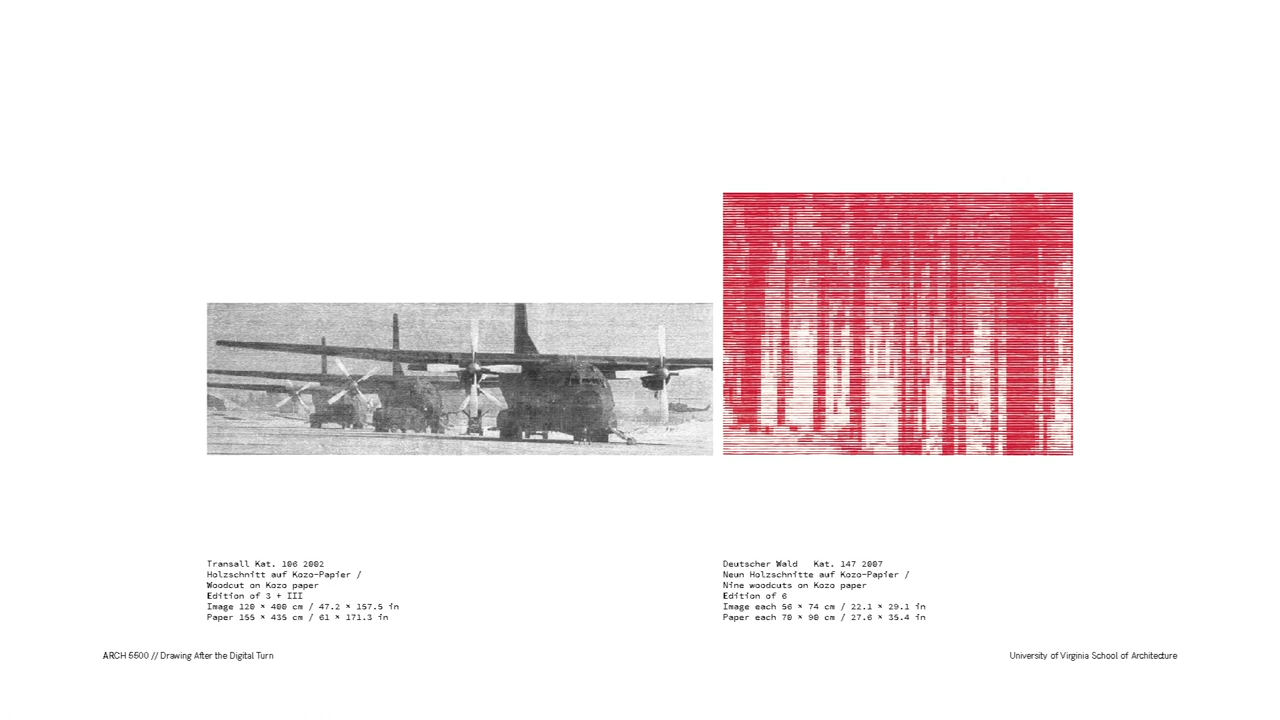 Transall Kat. 106 2002
Holzschnitt auf Kozo-Papier /
Woodcut on Kozo paper
Edition of 3 + III
Image 120 × 400 cm / 47.2 × 157.5 in
Paper 155 × 435 cm / 61 × 171.3 in
Deutscher Wald   Kat. 147 2007
Neun Holzschnitte auf Kozo-Papier /
Nine woodcuts on Kozo paper
Edition of 6
Image each 56 × 74 cm / 22.1 × 29.1 in
Paper each 70 × 90 cm / 27.6 × 35.4 in
ARCH 5500 // Drawing After the Digital Turn
University of Virginia School of Architecture